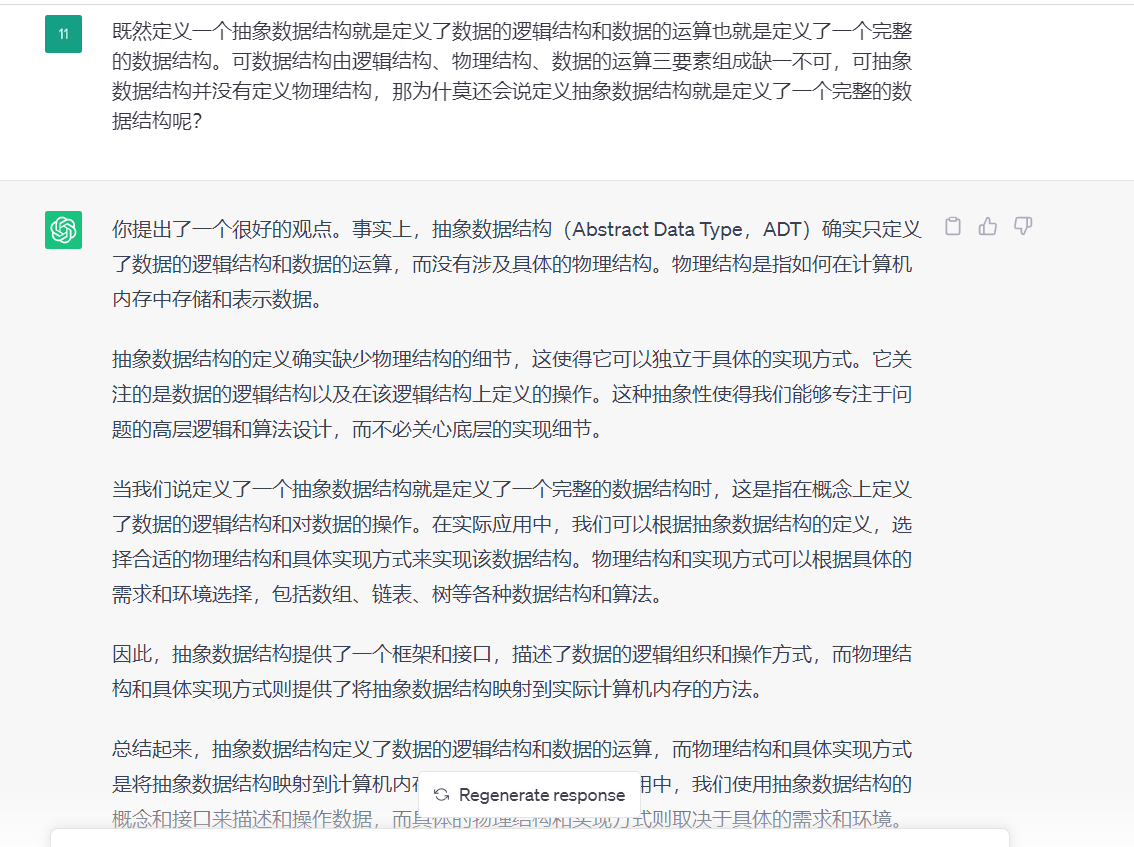 11
既然定义一个抽象数据结构就是定义了数据的逻辑结构和数据的运算也就是定义了一个完整
的数据结构。可数据结构由逻辑结构、物理结构、数据的运算三要素组成缺一不可，可抽象
数据结构并没有定义物理结构，那为什莫还会说定义抽象数据结构就是定义了一个完整的数
据结构呢？
你提出了一个很好的观点。事实上，抽象数据结构（Abstract Data Type，ADT）确实只定义
了数据的逻辑结构和数据的运算，而没有涉及具体的物理结构。物理结构是指如何在计算机
内存中存储和表示数据。
抽象数据结构的定义确实缺少物理结构的细节，这使得它可以独立于具体的实现方式。它关
注的是数据的逻辑结构以及在该逻辑结构上定义的操作。这种抽象性使得我们能够专注于问
题的高层逻辑和算法设计，而不必关心底层的实现细节。
当我们说定义了一个抽象数据结构就是定义了一个完整的数据结构时，这是指在概念上定义
了数据的逻辑结构和对数据的操作。在实际应用中，我们可以根据抽象数据结构的定义，选
择合适的物理结构和具体实现方式来实现该数据结构。物理结构和实现方式可以根据具体的
需求和环境选择，包括数组、链表、树等各种数据结构和算法。
因此，抽象数据结构提供了一个框架和接口，描述了数据的逻辑组织和操作方式，而物理结
构和具体实现方式则提供了将抽象数据结构映射到实际计算机内存的方法。
总结起来，抽象数据结构定义了数据的逻辑结构和数据的运算，而物理结构和具体实现方式
是将抽象数据结构映射到计算机内 用中，我们使用抽象数据结构的
Regenerate response
概念和接口来描述和操作数据，而具体的物理结构和实现方式则取决于具体的需求和环境。